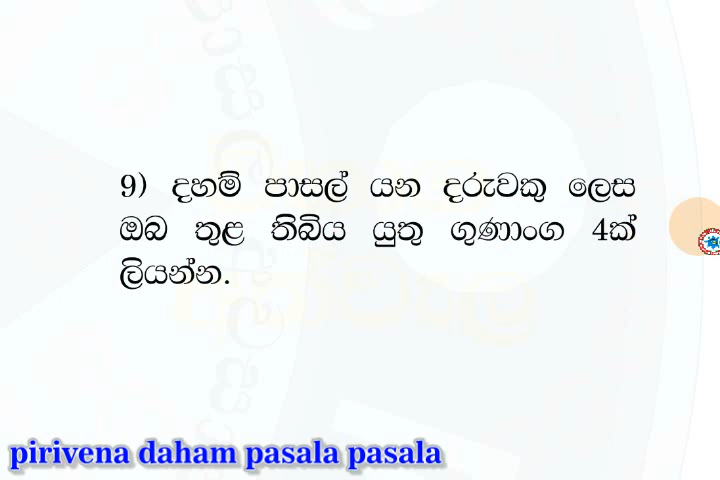 9) දහම් පාසල් යන දරුවකු ලෙස
ඔබ තුළ තිබිය යුතු ගුණාංග 4ක්
ලියන්න.
pirivena daham pasala pasala